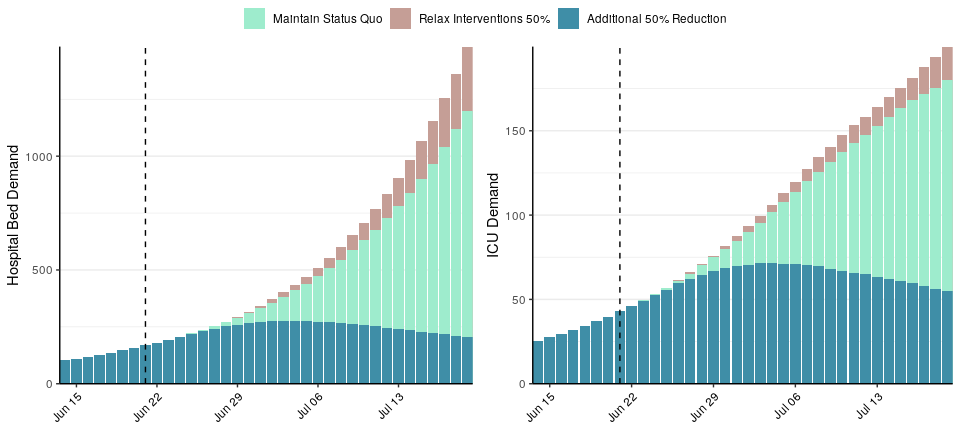 Maintain Status Quo Relax Interventions 50% Additional 50% Reduction
Hospital Bed Demand
1000
500
0
Jun 15 Jun 22 Jun 29 Jul 06 Jul 13
ICU Demand
150
100
50
0
Jun 15 Jun 22 Jun 29 Jul 06 Jul 13